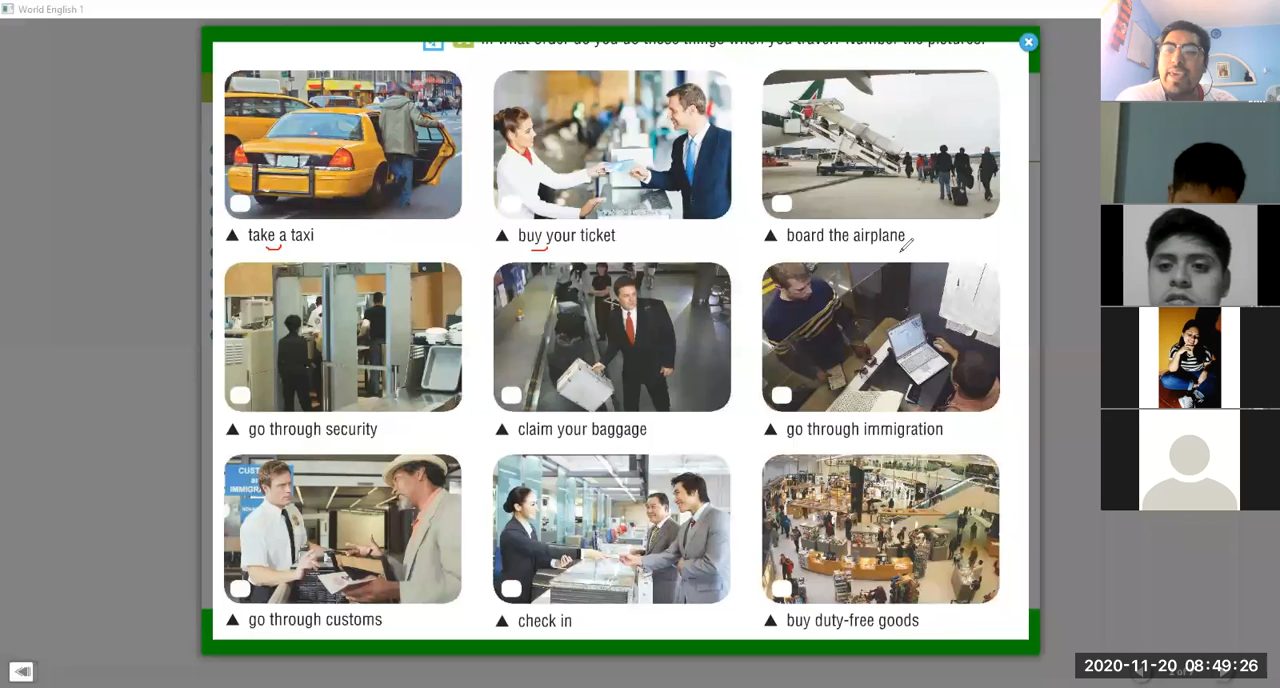 World English 1
In what order do you do these things when you travel? Number the pictures.
▲ take a taxi
▲ buy your ticket
▲ board the airplane
▲ go through security
▲ claim your baggage
▲ go through immigration
▲ go through customs
▲ check in
▲ buy duty-free goods
2020-11-20 08:49:26